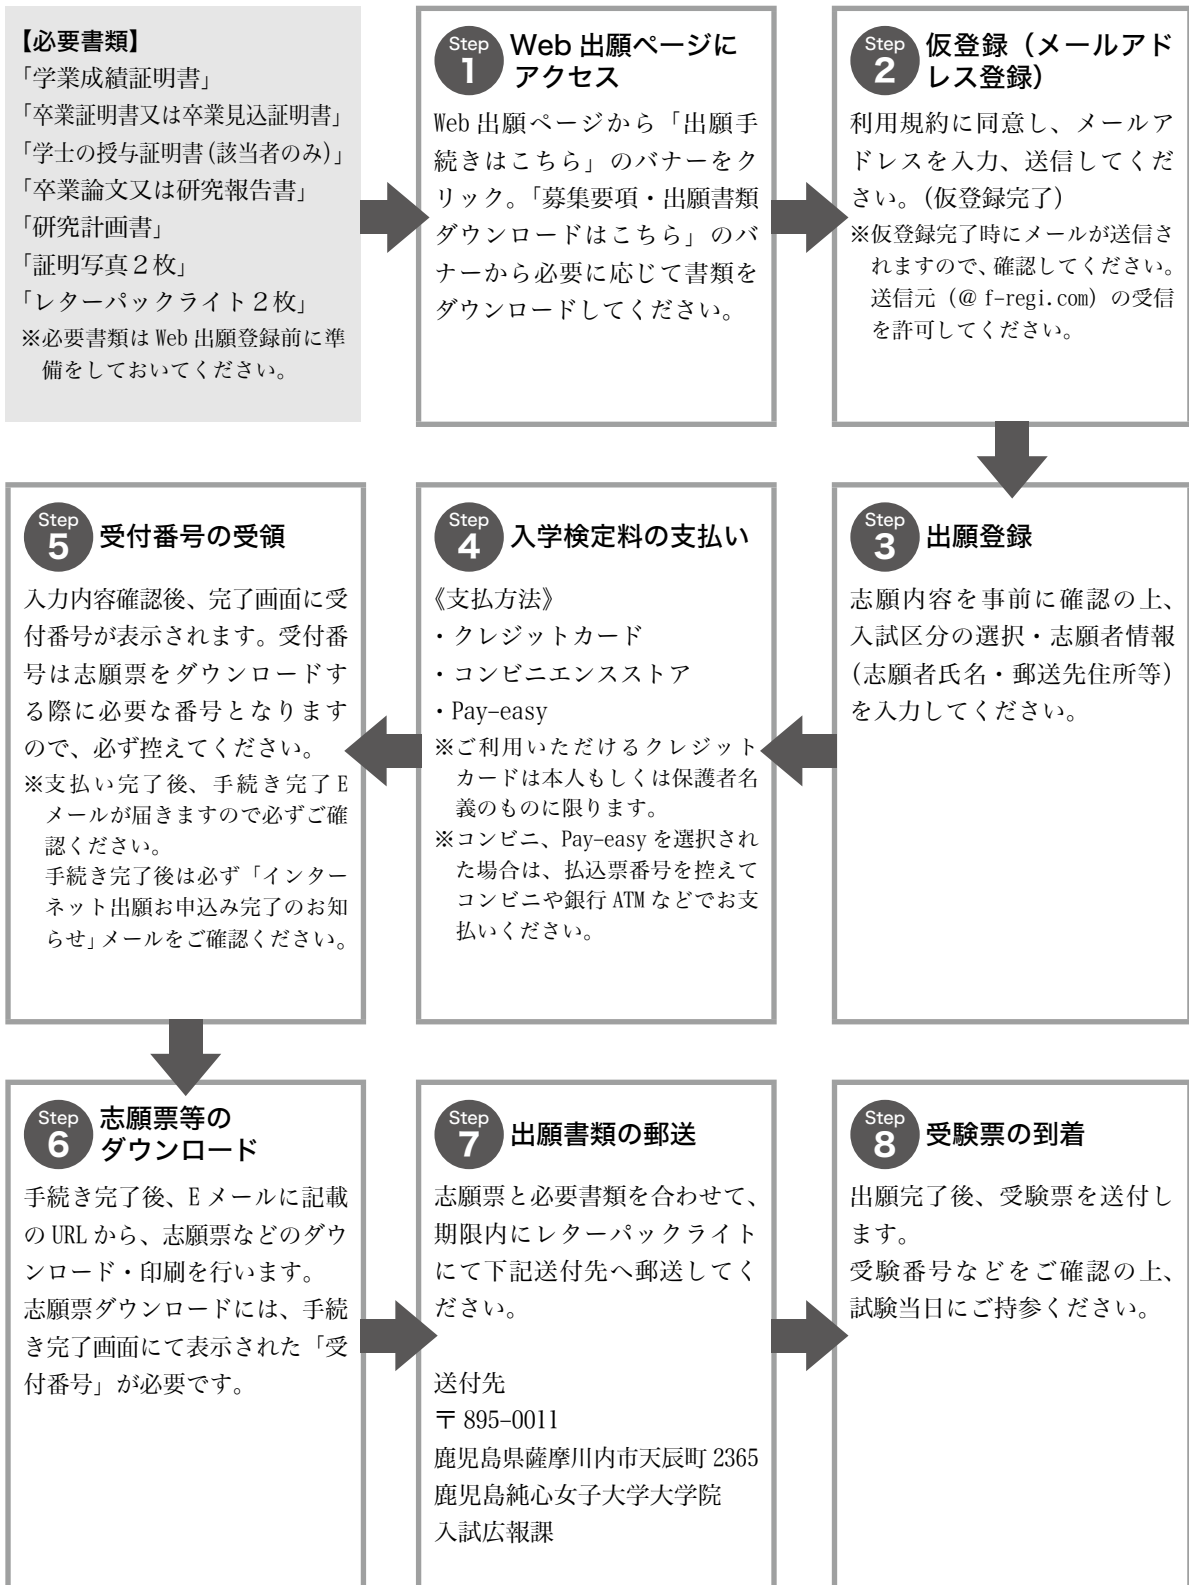 【必要書類】
「学業成績証明書」
「卒業証明書又は卒業見込証明書」
「学士の授与証明書(該当者のみ)」
「卒業論文又は研究報告書」
「研究計画書」
「証明写真２枚」
「レターパックライト２枚」
※必要書類は Web 出願登録前に準
備をしておいてください。
Step
1
Web 出願ページに
アクセス
Web 出願ページから「出願手
続きはこちら」のバナーをク
リック。「募集要項・出願書類
ダウンロードはこちら」のバ
ナーから必要に応じて書類を
ダウンロードしてください。
Step
2
仮登録（メールアド
レス登録）
利用規約に同意し、メールア
ドレスを入力、送信してくだ
さい。(仮登録完了)
※仮登録完了時にメールが送信さ
れますので、確認してください。
送信元（@ f-regi.com）の受信
を許可してください。
Step
3
出願登録
志願内容を事前に確認の上、
入試区分の選択・志願者情報
（志願者氏名・郵送先住所等）
を入力してください。
Step
4
入学検定料の支払い
《支払方法》
・クレジットカード
・コンビニエンスストア
・Pay-easy
※ご利用いただけるクレジット
カードは本人もしくは保護者名
義のものに限ります。
※コンビニ、Pay-easy を選択され
た場合は、払込票番号を控えて
コンビニや銀行 ATM などでお支
払いください。
Step
5
受付番号の受領
入力内容確認後、完了画面に受
付番号が表示されます。受付番
号は志願票をダウンロードす
る際に必要な番号となります
ので、必ず控えてください。
※支払い完了後、手続き完了 E
メールが届きますので必ずご確
認ください。
手続き完了後は必ず「インター
ネット出願お申込み完了のお知
らせ」メールをご確認ください。
Step
6
志願票等の
ダウンロード
手続き完了後、E メールに記載
の URL から、志願票などのダウ
ンロード・印刷を行います。
志願票ダウンロードには、手続
き完了画面にて表示された「受
付番号」が必要です。
Step
7
出願書類の郵送
志願票と必要書類を合わせて、
期限内にレターパックライト
にて下記送付先へ郵送してく
ださい。
送付先
〒 895-0011
鹿児島県薩摩川内市天辰町 2365
鹿児島純心女子大学大学院
入試広報課
Step
8
受験票の到着
出願完了後、受験票を送付し
ます。
受験番号などをご確認の上、
試験当日にご持参ください。